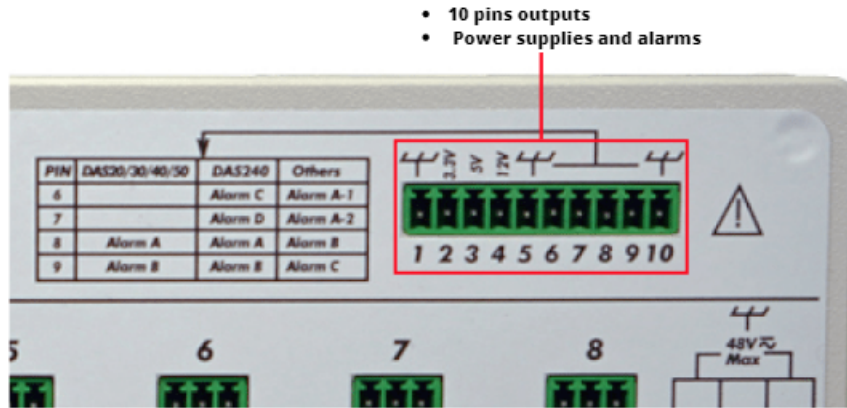 • 10 pins outputs
• Power supplies and alarms
3.3V 5V 12V
PIN DAS20/30/40/50 DAS240 Others
6 Alarm C Alarm A-1
7 Alarm D Alarm A-2
8 Alarm A Alarm A Alarm B
9 Alarm B Alarm B Alarm C
1 2 3 4 5 6 7 8 9 10
48V
Max
5 6 7 8